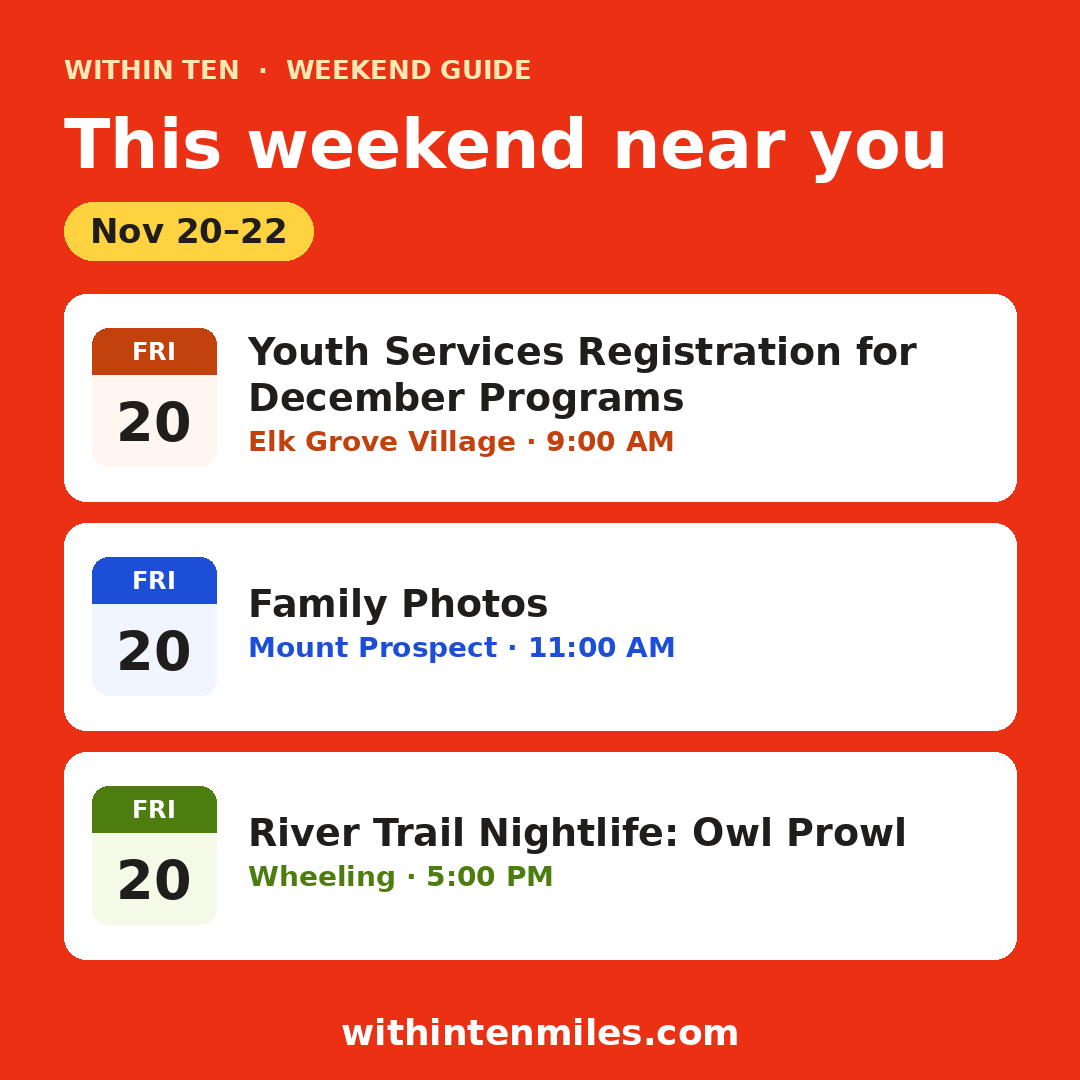 WITHIN TEN · WEEKEND GUIDE
This weekend near you
Nov 20–22
FRI
20
Youth Services Registration for
December Programs
Elk Grove Village · 9:00 AM
FRI
20
Family Photos
Mount Prospect · 11:00 AM
FRI
20
River Trail Nightlife: Owl Prowl
Wheeling · 5:00 PM
withintenmiles.com